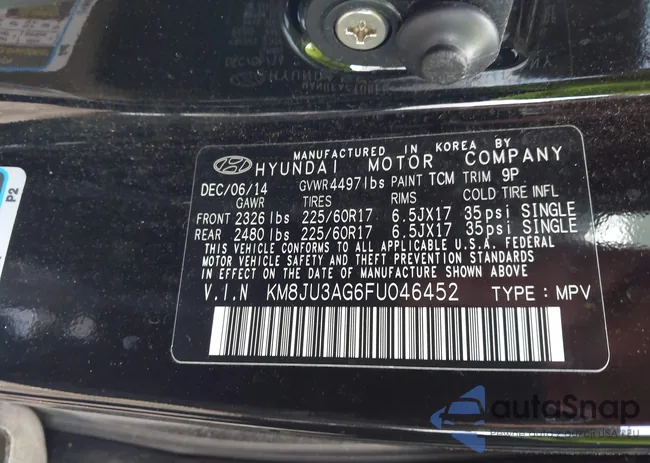 MANUFACTURED IN KOREA BY
HYUNDAI MOTOR COMPANY
DEC/06/14 GVWR 4497lbs PAINT TCM TRIM 9P
GAWR TIRES RIMS COLD TIRE INFL
FRONT 2326 lbs 225/60R17 6.5JX17 35psi SINGLE
REAR 2480 lbs 225/60R17 6.5JX17 35psi SINGLE
THIS VEHICLE CONFORMS TO ALL APPLICABLE U.S.A. FEDERAL
MOTOR VEHICLE SAFETY AND THEFT PREVENTION STANDARDS
IN EFFECT ON THE DATE OF MANUFACTURE SHOWN ABOVE
V.I.N KM8JU3AG6FU046452 TYPE : MPV
P2
autaSnap